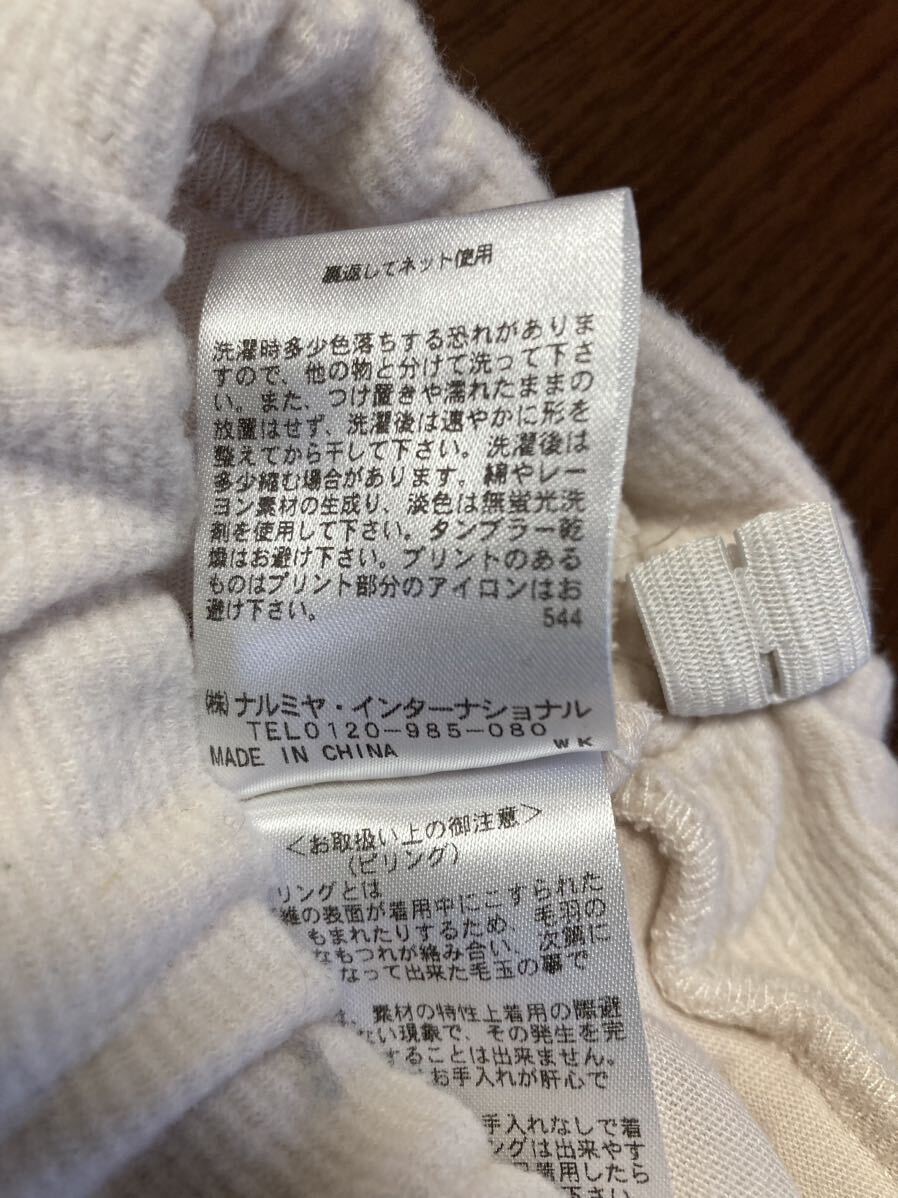 裏返してネット使用
洗濯時多少色落ちする恐れがありま
すので、他の物と分けて洗って下さ
い。また、つけ置きや濡れたままの
放置はせず、洗濯後は速やかに形を
整えてから干して下さい。洗濯後は
多少縮む場合があります。綿やレー
ヨン素材の生成り、淡色は無蛍光洗
剤を使用して下さい。タンブラー乾
燥はお避け下さい。プリントのある
ものはプリント部分のアイロンはお
避け下さい。 544
(株)ナルミヤ・インターナショナル
TEL0120-985-080
MADE IN CHINA WK
<お取扱い上の御注意>
(ピリング)
リングとは
維の表面が着用中にこすられた
もまれたりするため、毛羽の
なもつれが絡み合い、次第に
なって出来た毛玉の事で
素材の特性上着用の際避
ない現象で、その発生を完
することは出来ません。
お手入れが肝心で
手入れなしで着
ングは出来やす
着用したら
下さい